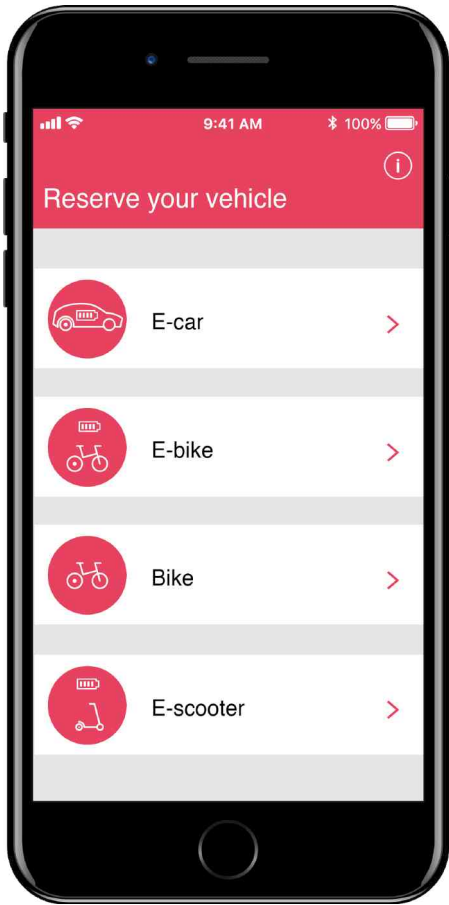 9:41 AM
100%
i
Reserve your vehicle
E-car
E-bike
Bike
E-scooter